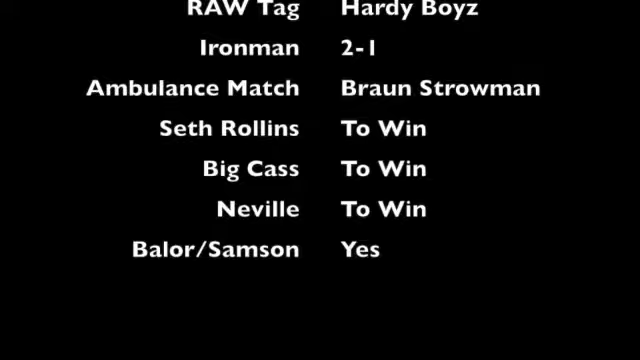 RAW Tag Hardy Boyz
Ironman 2-1
Ambulance Match Braun Strowman
Seth Rollins To Win
Big Cass To Win
Neville To Win
Balor/Samson Yes